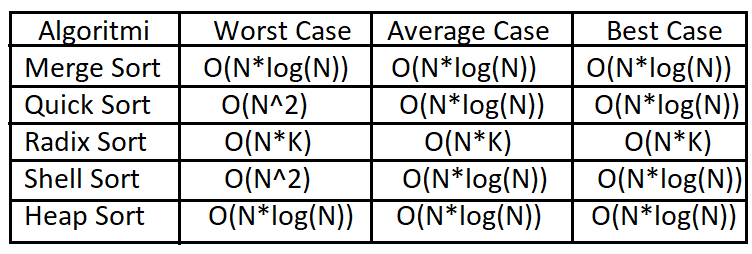 Algoritmi Worst Case Average Case Best Case
Merge Sort O(N*log(N)) O(N*log(N)) O(N*log(N))
Quick Sort O(N^2) O(N*log(N)) O(N*log(N))
Radix Sort O(N*K) O(N*K) O(N*K)
Shell Sort O(N^2) O(N*log(N)) O(N*log(N))
Heap Sort O(N*log(N)) O(N*log(N)) O(N*log(N))